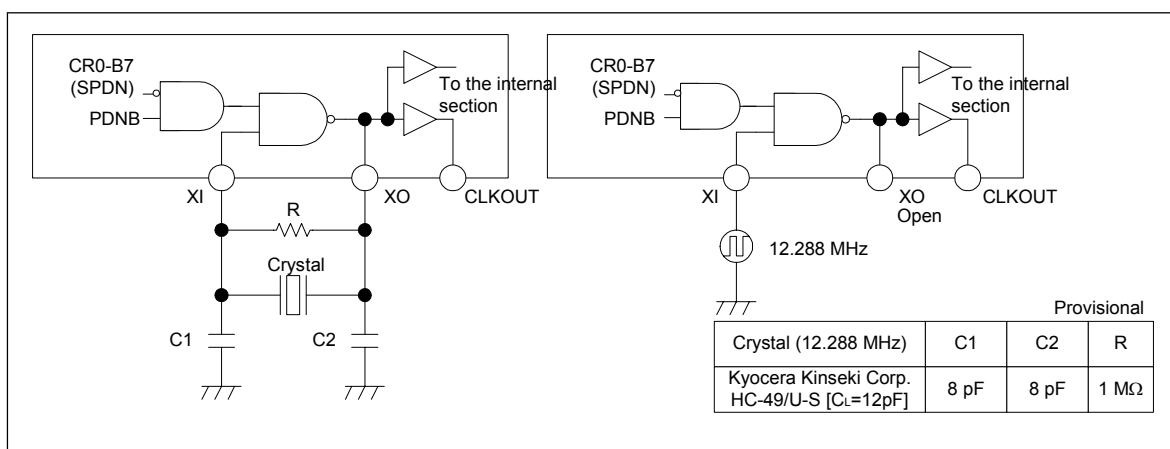 CR0-B7
(SPDN)
PDNB
To the internal
section
XI
XO
CLKOUT
R
Crystal
C1
C2
CR0-B7
(SPDN)
PDNB
To the internal
section
XI
XO
Open
CLKOUT
12.288 MHz
Provisional
Crystal (12.288 MHz) C1 C2 R
Kyocera Kinseki Corp.
HC-49/U-S [CL=12pF] 8 pF 8 pF 1 MΩ